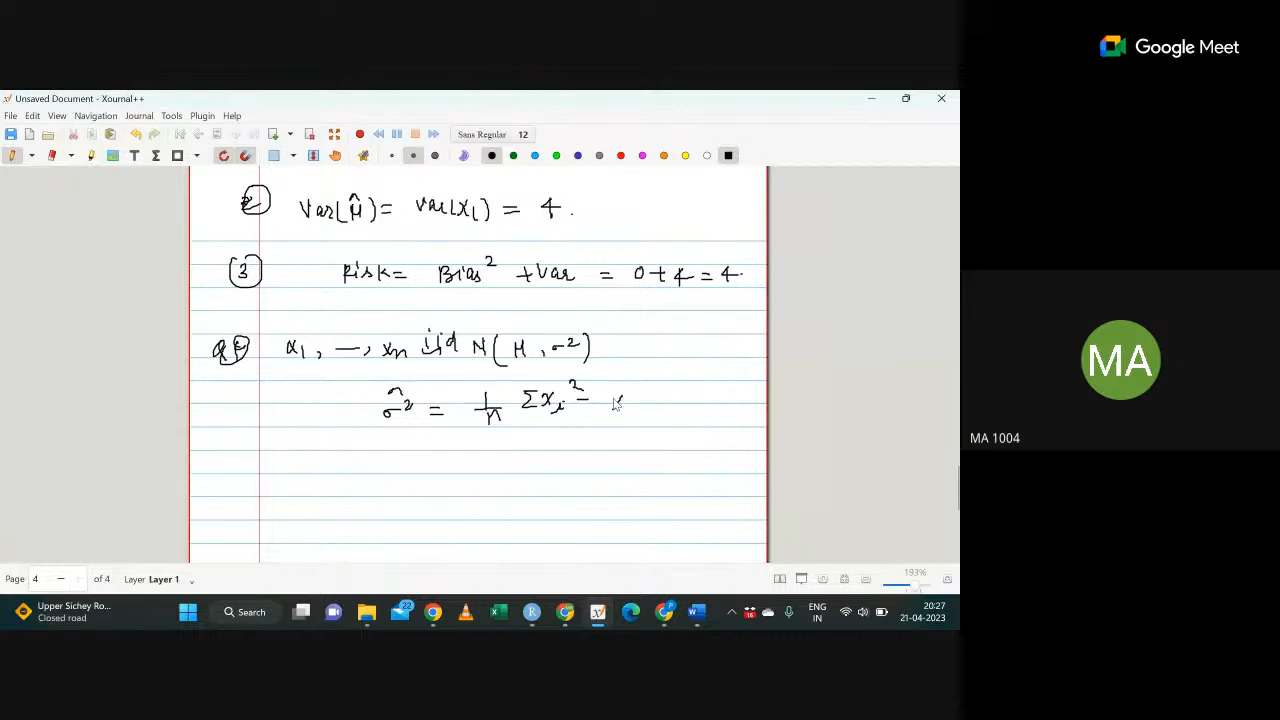 Google Meet
Unsaved Document - Xournal++
File Edit View Navigation Journal Tools Plugin Help
Sans Regular 12
② Var(μ̂) = Var(X₁) = 4.
(3) Risk = Bias² + Var = 0 + 4 = 4.
x₁, —, xₙ iid N(μ, σ²)
σ̂² = 1/n Σxᵢ² -
MA
MA 1004
Page 4 of 4 Layer Layer 1
193%
Upper Sichey Ro...
Closed road
Search
22
16
ENG
IN
20:27
21-04-2023